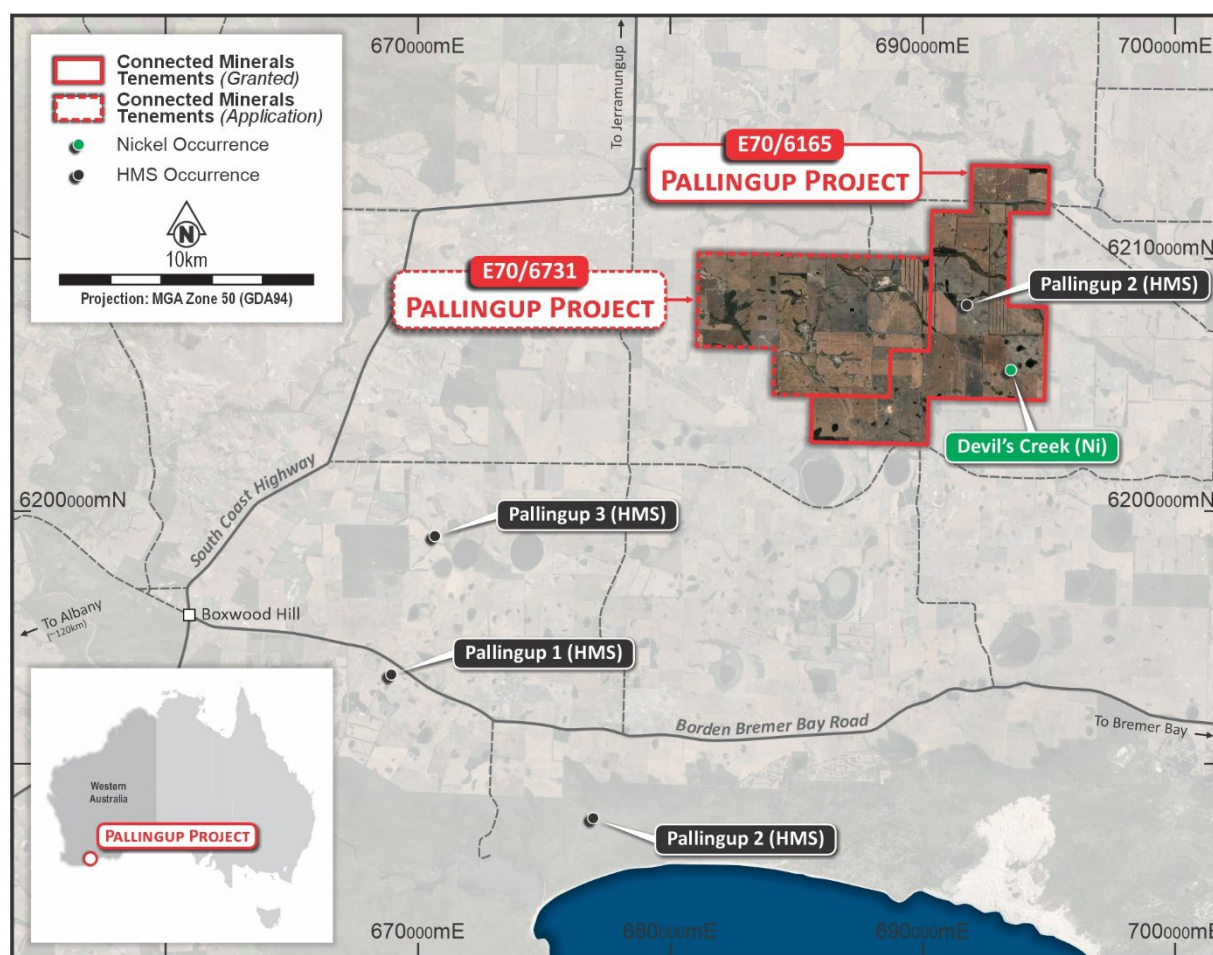 Connected Minerals
Tenements (Granted)
Connected Minerals
Tenements (Application)
Nickel Occurrence
HMS Occurrence
N
10km
Projection: MGA Zone 50 (GDA94)
670000mE
690000mE
700000mE
To Jerramungup
E70/6165
PALLINGUP PROJECT
6210000mN
E70/6731
PALLINGUP PROJECT
Pallingup 2 (HMS)
Devil's Creek (Ni)
South Coast Highway
6200000mN
6200000mN
Pallingup 3 (HMS)
To Albany
(~120km)
Boxwood Hill
Pallingup 1 (HMS)
Borden Bremer Bay Road
To Bremer Bay
Western
Australia
PALLINGUP PROJECT
Pallingup 2 (HMS)
670000mE
680000mE
690000mE
700000mE